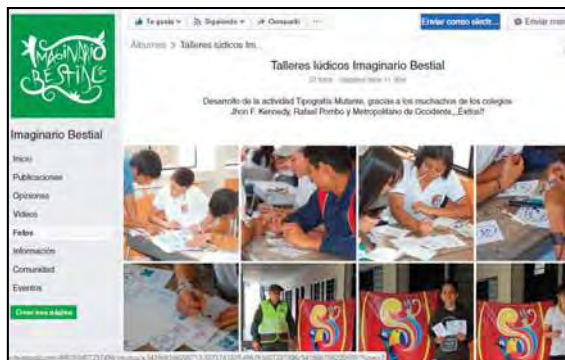 IMAGINARIO
BESTIAL
Te gusta
Siguiendo
Compartir
···
Enviar correo electr...
Álbumes > Talleres lúdicos Im...
Talleres lúdicos Imaginario Bestial
Desarrollo de la actividad Tipografía Mutante, gracias a los muchachos de los colegios
Jhon F. Kennedy, Rafael Pombo y Metropolitano de Occidente,,,Éxitos!!
Imaginario Bestial
Inicio
Publicaciones
Opiniones
Videos
Fotos
Información
Comunidad
Eventos
Crear una página